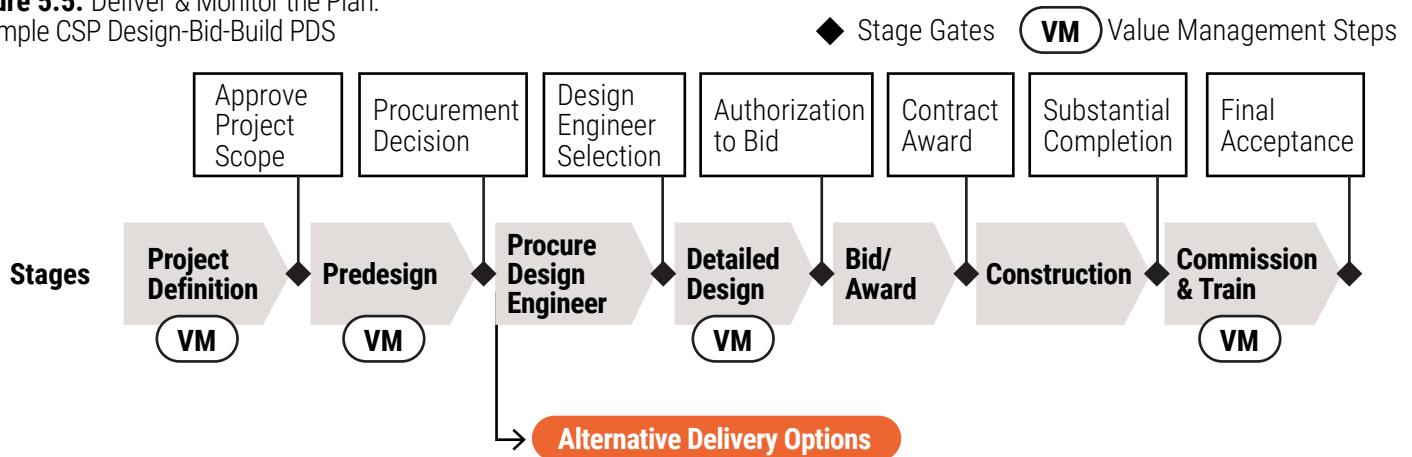 5.5. Deliver & Monitor the Plan:
CSP Design-Bid-Build PDS
Stage Gates
VM Value Management Steps
Approve
Project
Scope
Procurement
Decision
Design
Engineer
Selection
Authorization
to Bid
Contract
Award
Substantial
Completion
Final
Acceptance
Stages
Project
Definition
Predesign
Procure
Design
Engineer
Detailed
Design
Bid/
Award
Construction
Commission
& Train
VM
VM
VM
VM
Alternative Delivery Options